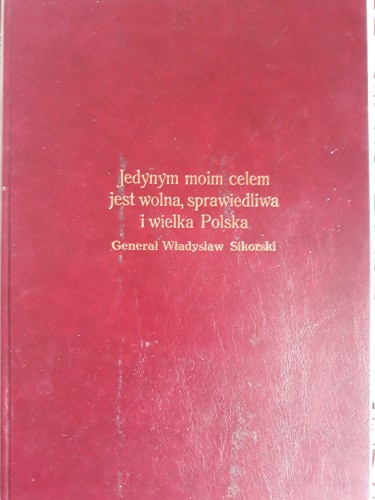 Jedynym moim celem
jest wolna, sprawiedliwa
i wielka Polska
Generał Władysław Sikorski